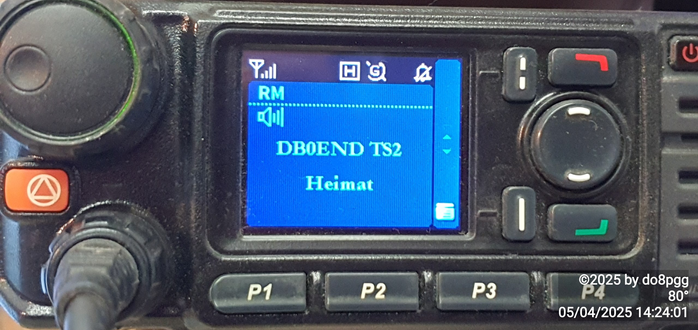 H
RM
DB0END TS2
Heimat
P1
P2
P3
P4
©2025 by do8pgg
80°
05/04/2025 14:24:01